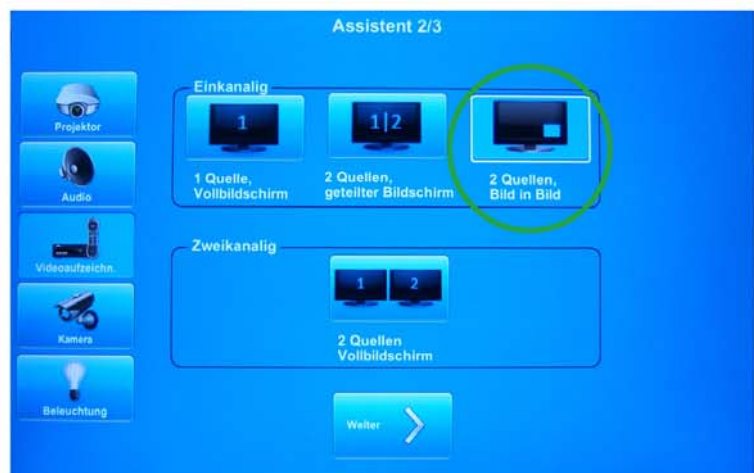 Assistent 2/3
Projektor
Audio
Videoaufzeichn.
Kamera
Beleuchtung
Einkanalig
1
1|2
1 Quelle,
Vollbildschirm
2 Quellen,
geteilter Bildschirm
2 Quellen,
Bild in Bild
Zweikanalig
1 2
2 Quellen
Vollbildschirm
Weiter